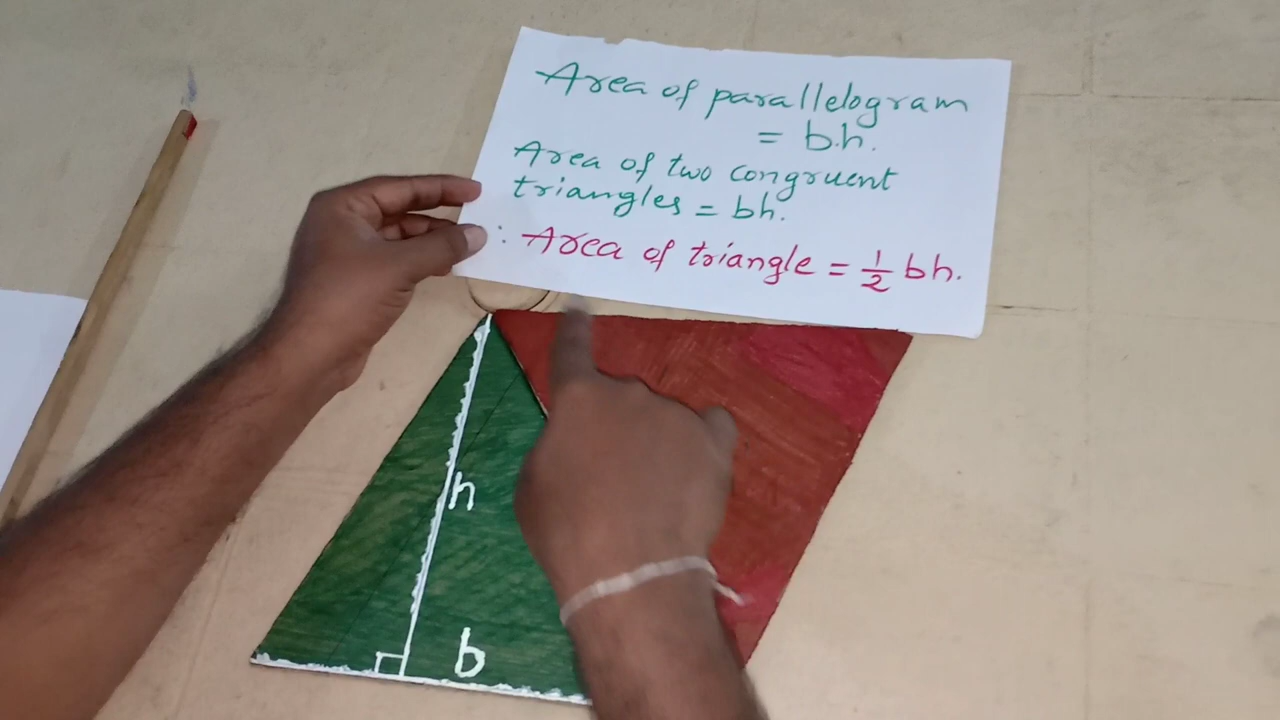 Area of parallelogram
= b.h.
Area of two congruent
triangles = bh.
∴ Area of triangle = 1/2 bh.
h
b